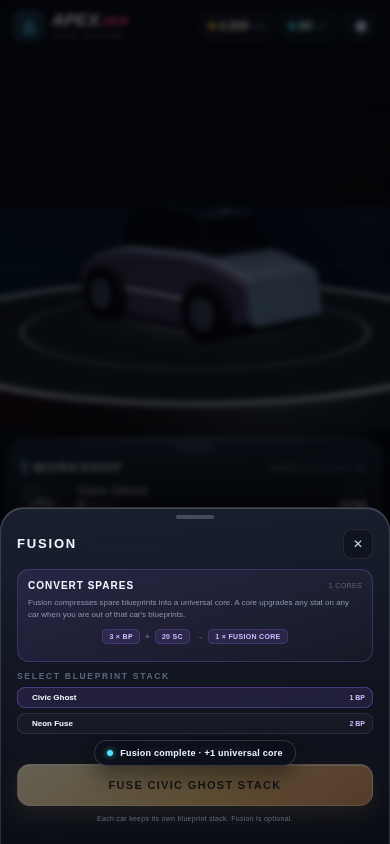 APEX
WORKSHOP
Civic Ghost
FUSION
✕
CONVERT SPARES
1 CORES
Fusion compresses spare blueprints into a universal core. A core upgrades any stat on any
car when you are out of that car's blueprints.
3 × BP + 20 SC → 1 × FUSION CORE
SELECT BLUEPRINT STACK
Civic Ghost 1 BP
Neon Fuse 2 BP
Fusion complete · +1 universal core
FUSE CIVIC GHOST STACK
Each car keeps its own blueprint stack. Fusion is optional.